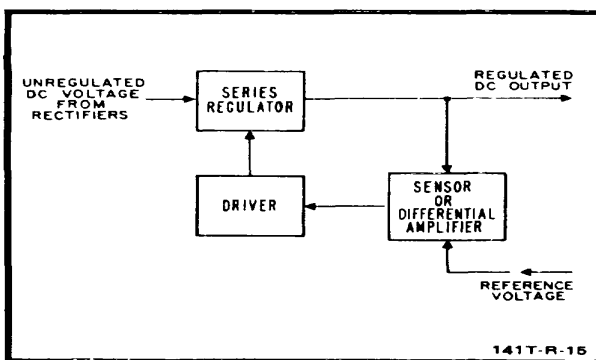 UNREGULATED
DC VOLTAGE
FROM
RECTIFIERS
SERIES
REGULATOR
REGULATED
DC OUTPUT
DRIVER
SENSOR
OR
DIFFERENTIAL
AMPLIFIER
REFERENCE
VOLTAGE
141T-R-15